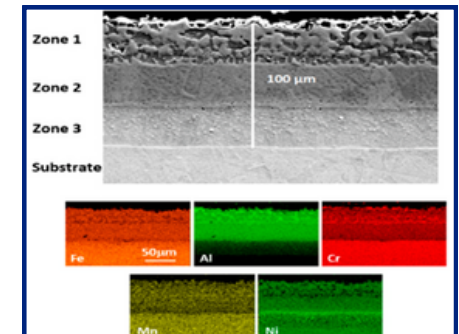 Zone 1
Zone 2
100 µm
Zone 3
Substrate
Fe
50µm
Al
Cr
Mn
Ni